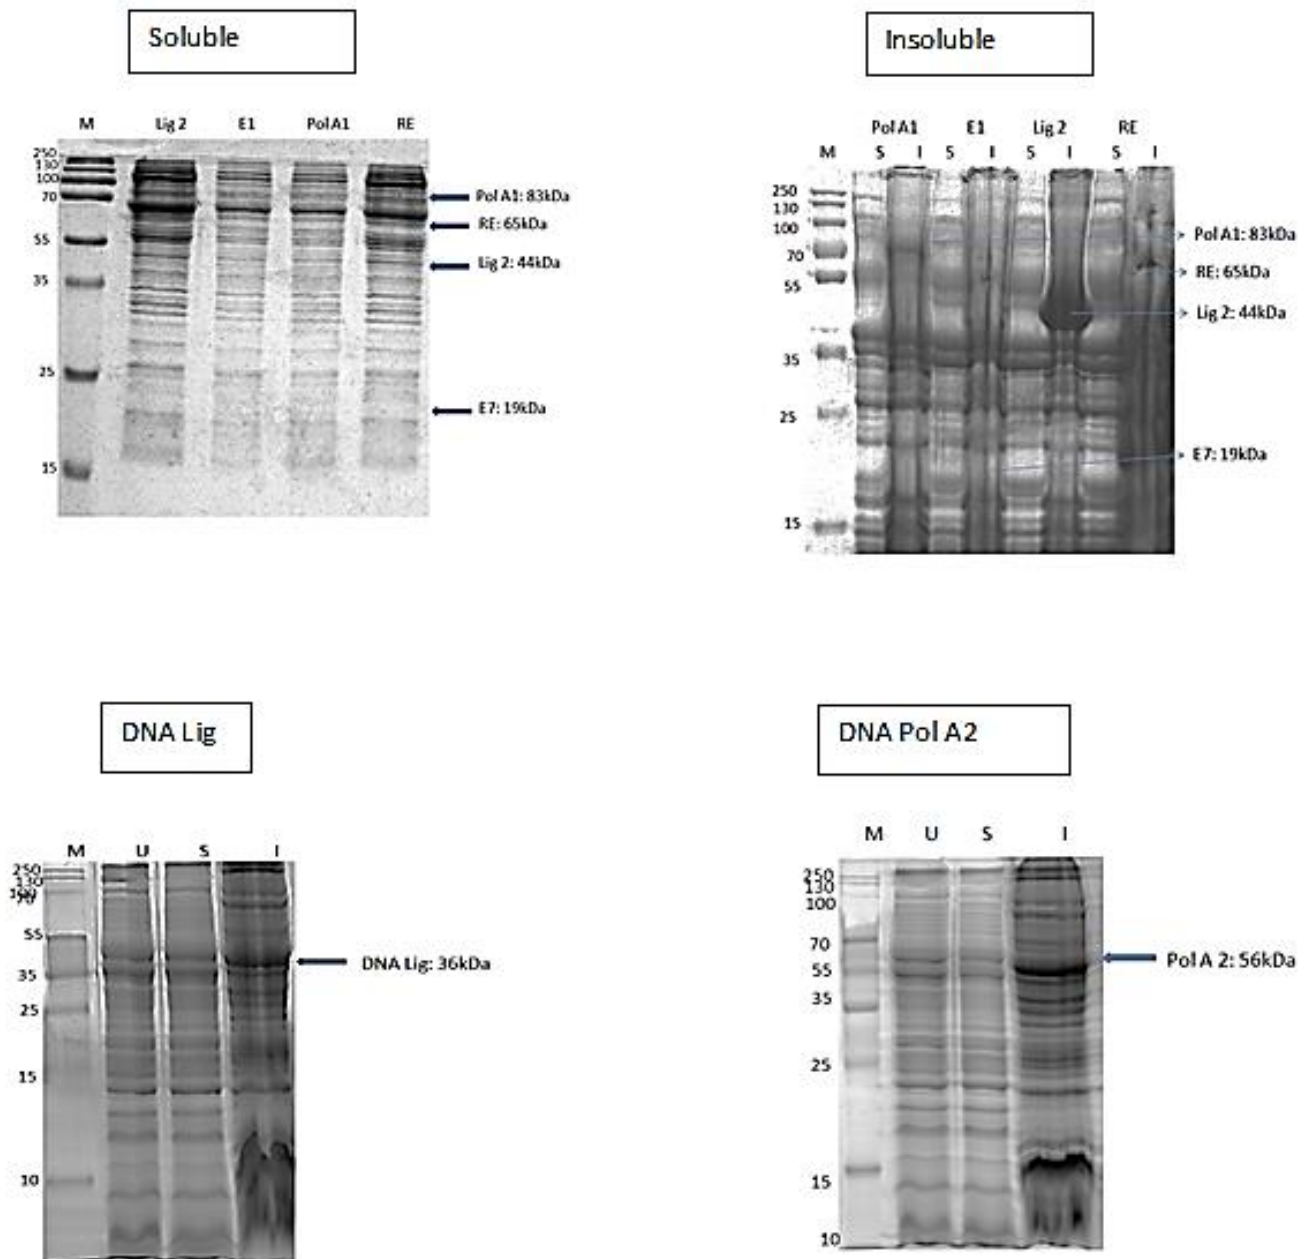 Soluble
M Lig 2 E1 Pol A1 RE
250
130
100
70
55
35
25
15
Pol A1: 83kDa
RE: 65kDa
Lig 2: 44kDa
E7: 19kDa
Insoluble
Pol A1 E1 Lig 2 RE
M S I S I S I S I
250
130
100
70
55
35
25
15
Pol A1: 83kDa
RE: 65kDa
Lig 2: 44kDa
E7: 19kDa
DNA Lig
M U S I
250
130
100
70
55
35
25
15
10
DNA Lig: 36kDa
DNA Pol A2
M U S I
250
130
100
70
55
35
25
15
10
Pol A 2: 56kDa